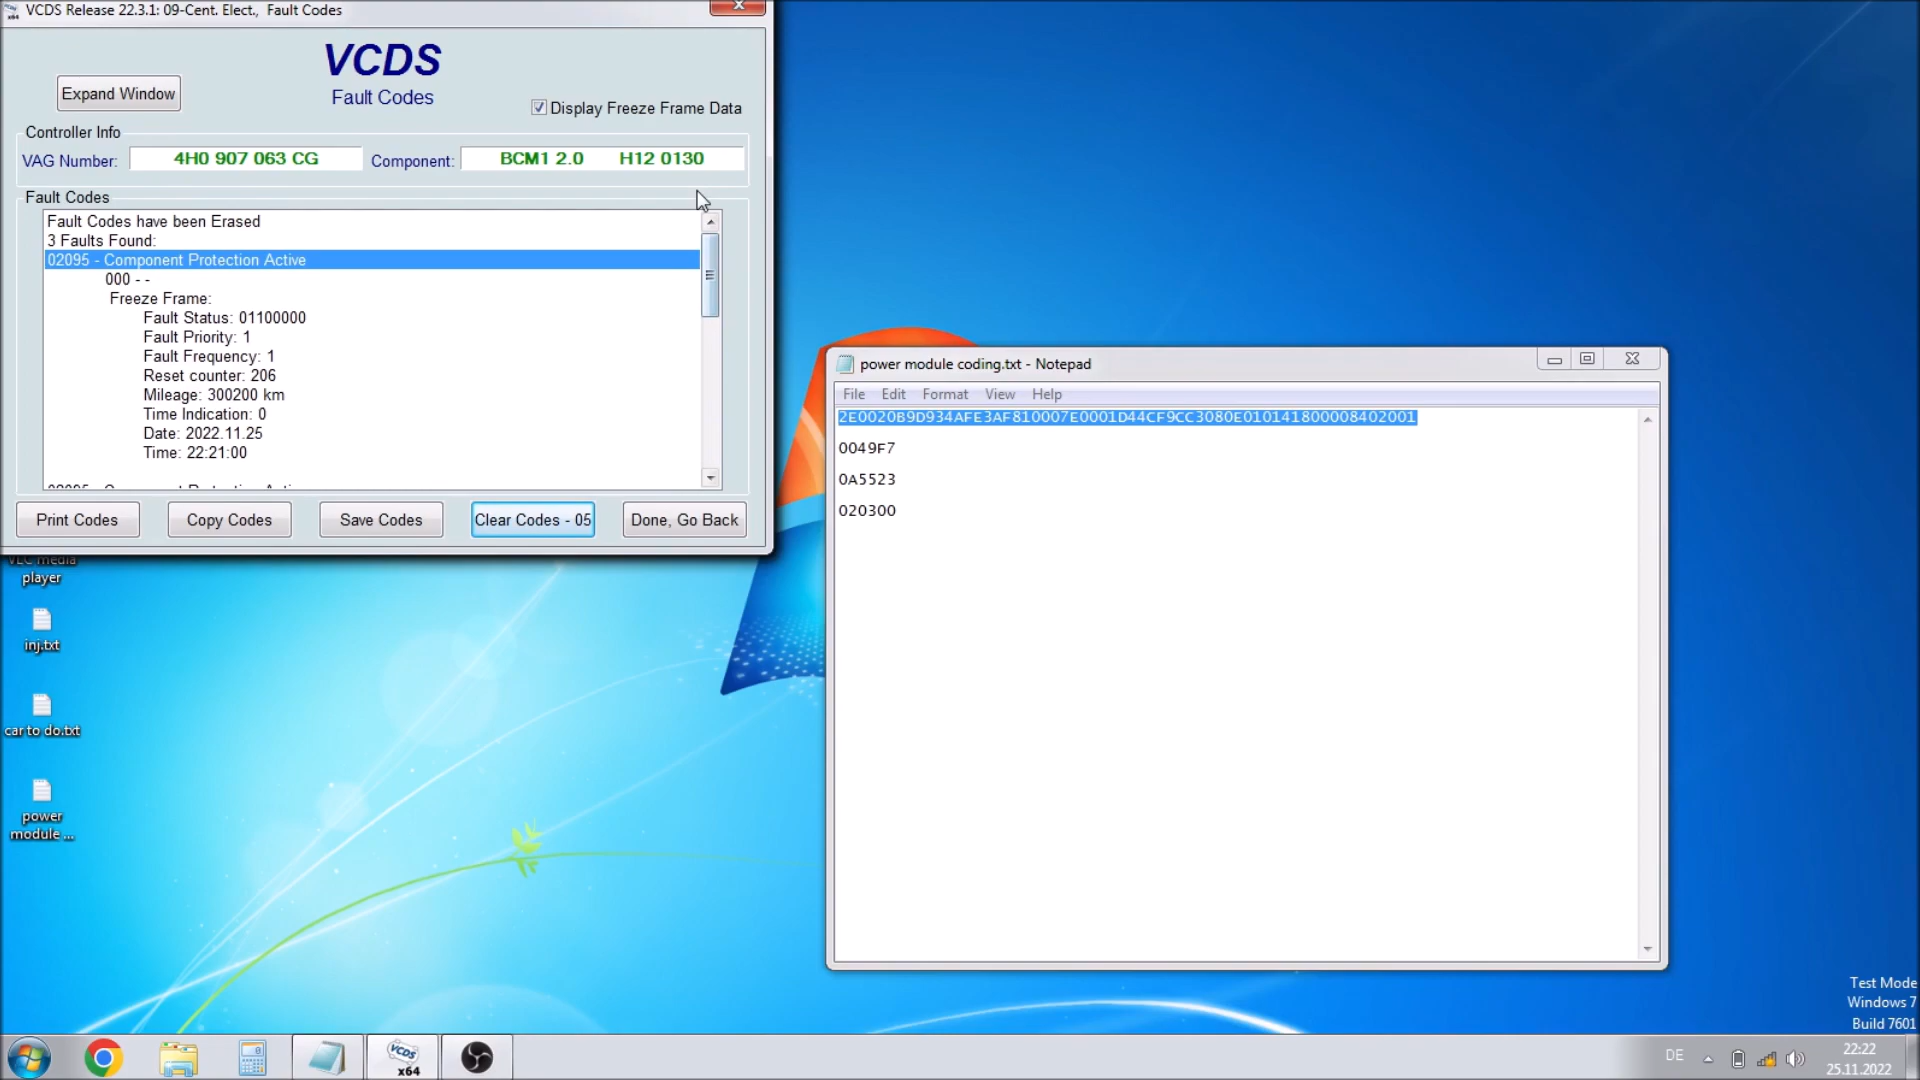 VCDS Release 22.3.1: 09-Cent. Elect., Fault Codes
VCDS
Fault Codes
Expand Window
Display Freeze Frame Data
Controller Info
VAG Number: 4H0 907 063 CG Component: BCM1 2.0 H12 0130
Fault Codes
Fault Codes have been Erased
3 Faults Found:
02095 - Component Protection Active
000 - -
Freeze Frame:
Fault Status: 01100000
Fault Priority: 1
Fault Frequency: 1
Reset counter: 206
Mileage: 300200 km
Time Indication: 0
Date: 2022.11.25
Time: 22:21:00
Print Codes
Copy Codes
Save Codes
Clear Codes - 05
Done, Go Back
power module coding.txt - Notepad
File Edit Format View Help
2E0020B9D934AFE3AF810007E0001D44CF9CC3080E010141800008402001
0049F7
0A5523
020300
VLC media
player
inj.txt
car to do.txt
power
module ...
Test Mode
Windows 7
Build 7601
VCDS
x64
DE
22:22
25.11.2022